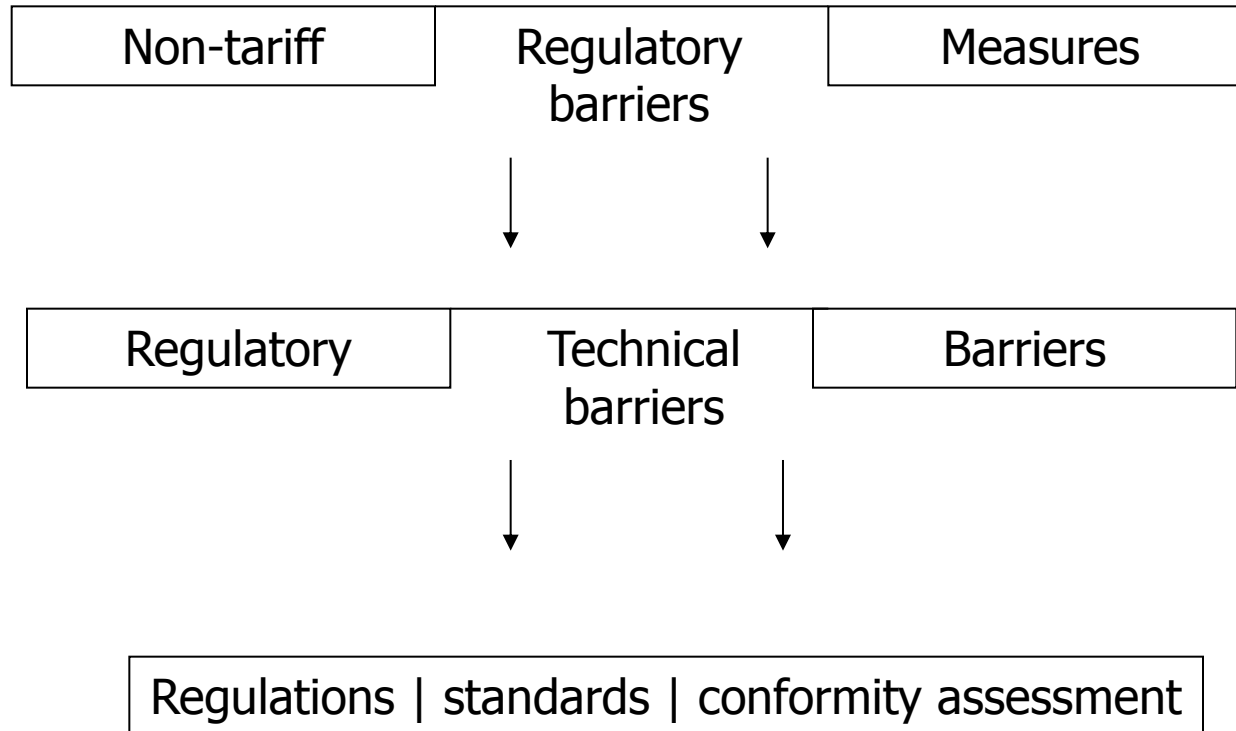 Non-tariff Regulatory Measures
barriers
Regulatory Technical Barriers
barriers
Regulations | standards | conformity assessment